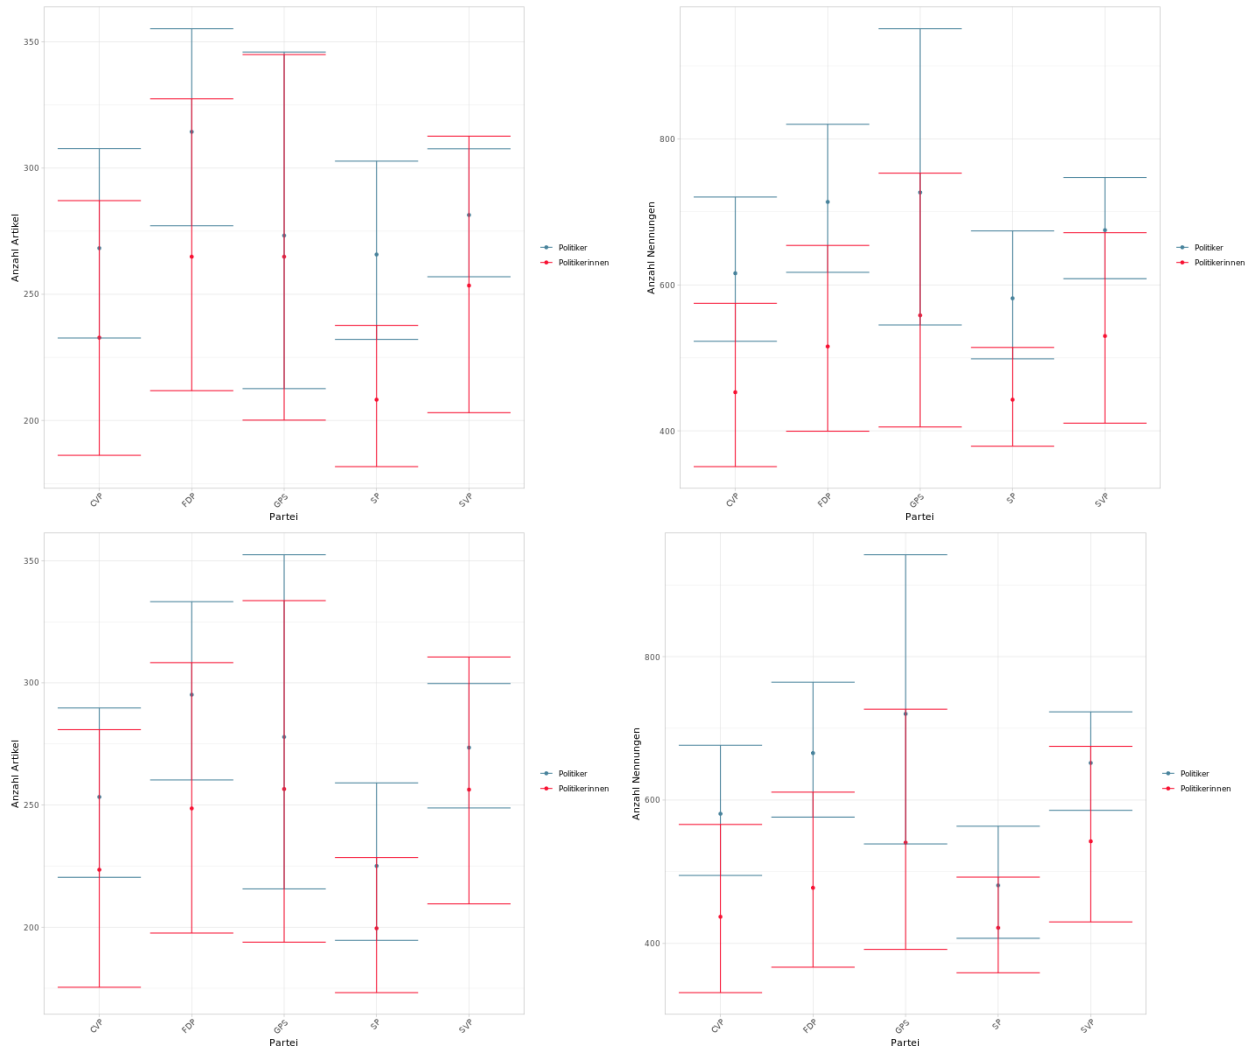 350
300
250
200
Anzahl Artikel
CVP
FDP
GPS
SP
SVP
Partei
Politiker
Politikerinnen
800
600
400
Anzahl Nennungen
CVP
FDP
GPS
SP
SVP
Partei
Politiker
Politikerinnen
350
300
250
200
Anzahl Artikel
CVP
FDP
GPS
SP
SVP
Partei
Politiker
Politikerinnen
800
600
400
Anzahl Nennungen
CVP
FDP
GPS
SP
SVP
Partei
Politiker
Politikerinnen